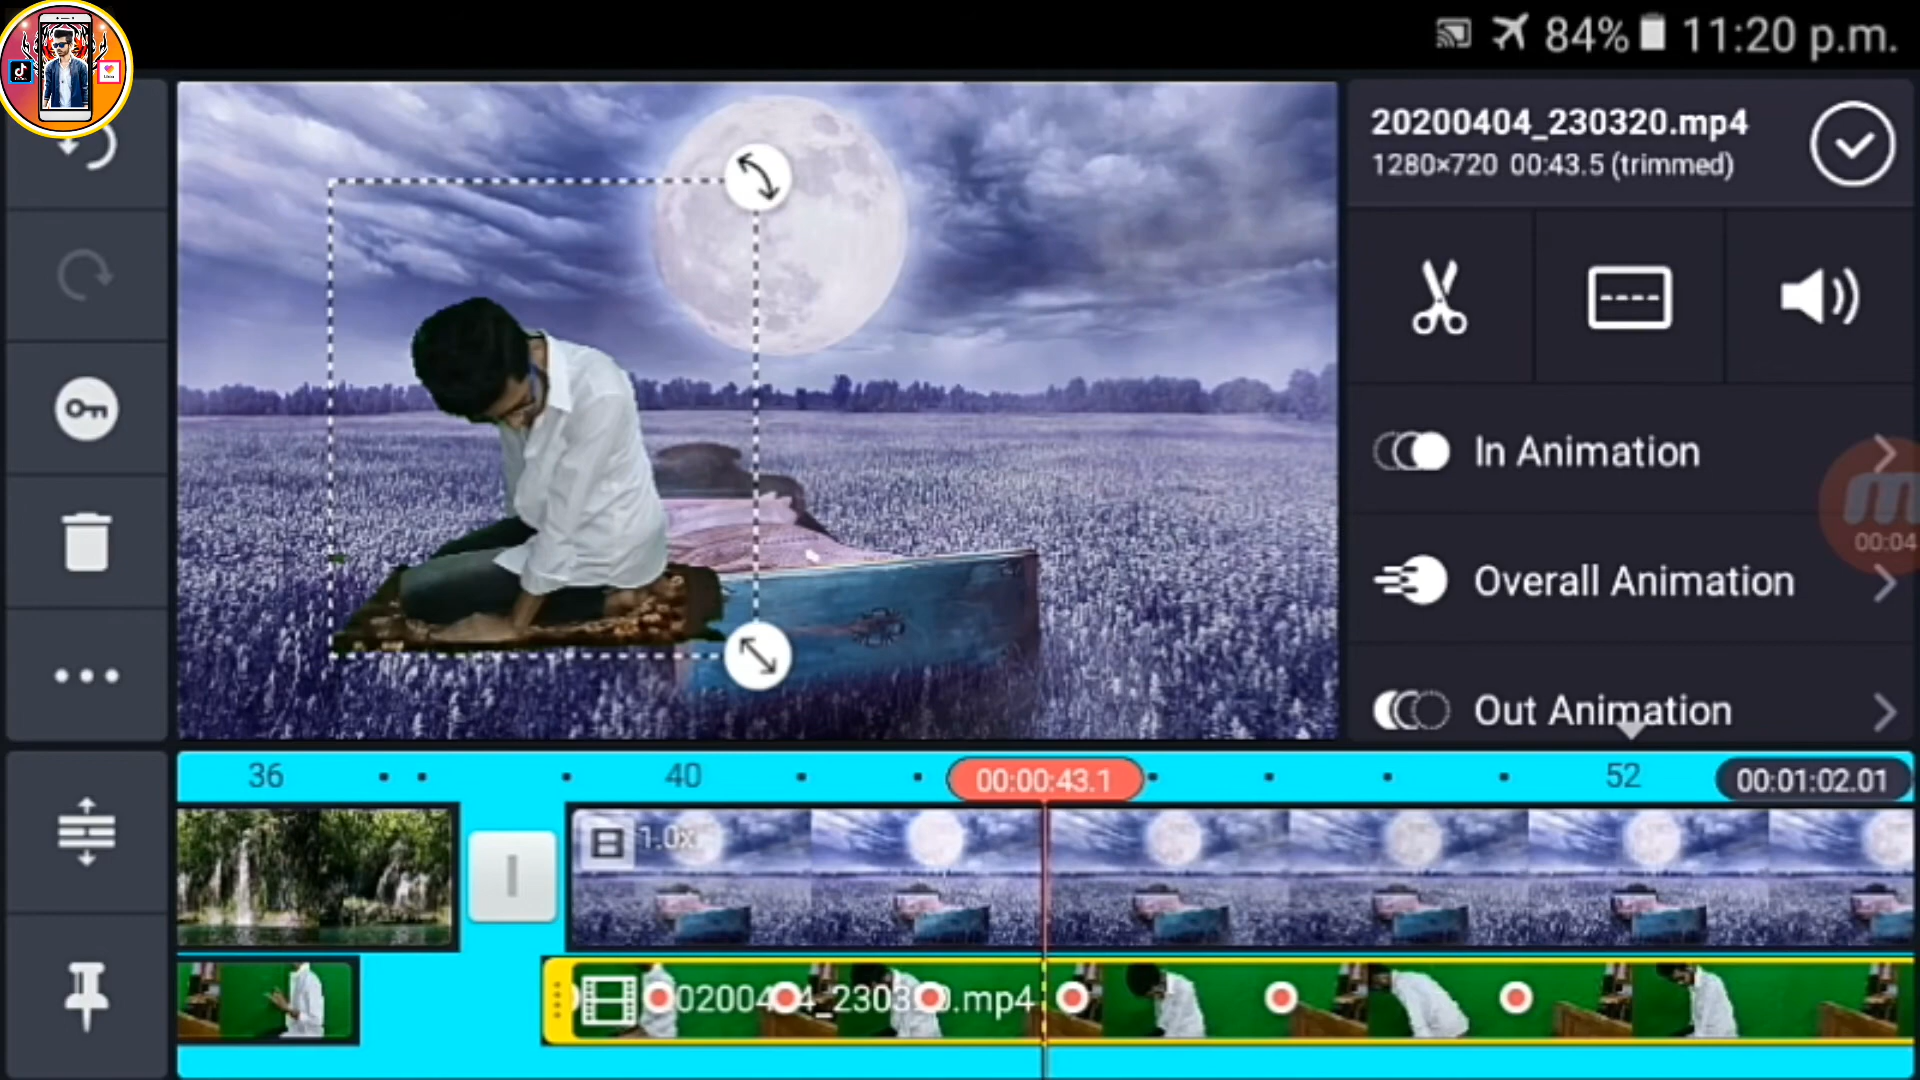 84% 11:20 p.m.
20200404_230320.mp4
1280×720 00:43.5 (trimmed)
In Animation
00:04
Overall Animation
Out Animation
36
40
00:00:43.1
52
00:01:02.01
1.0x